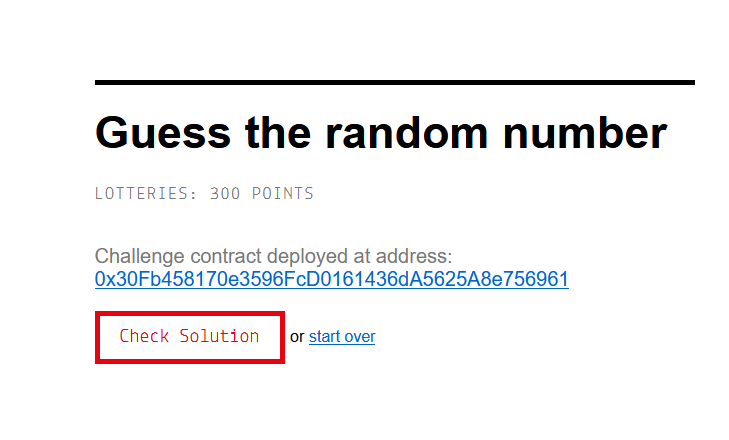 Guess the random number
LOTTERIES: 300 POINTS
Challenge contract deployed at address:
0x30Fb458170e3596FcD0161436dA5625A8e756961
Check Solution or start over